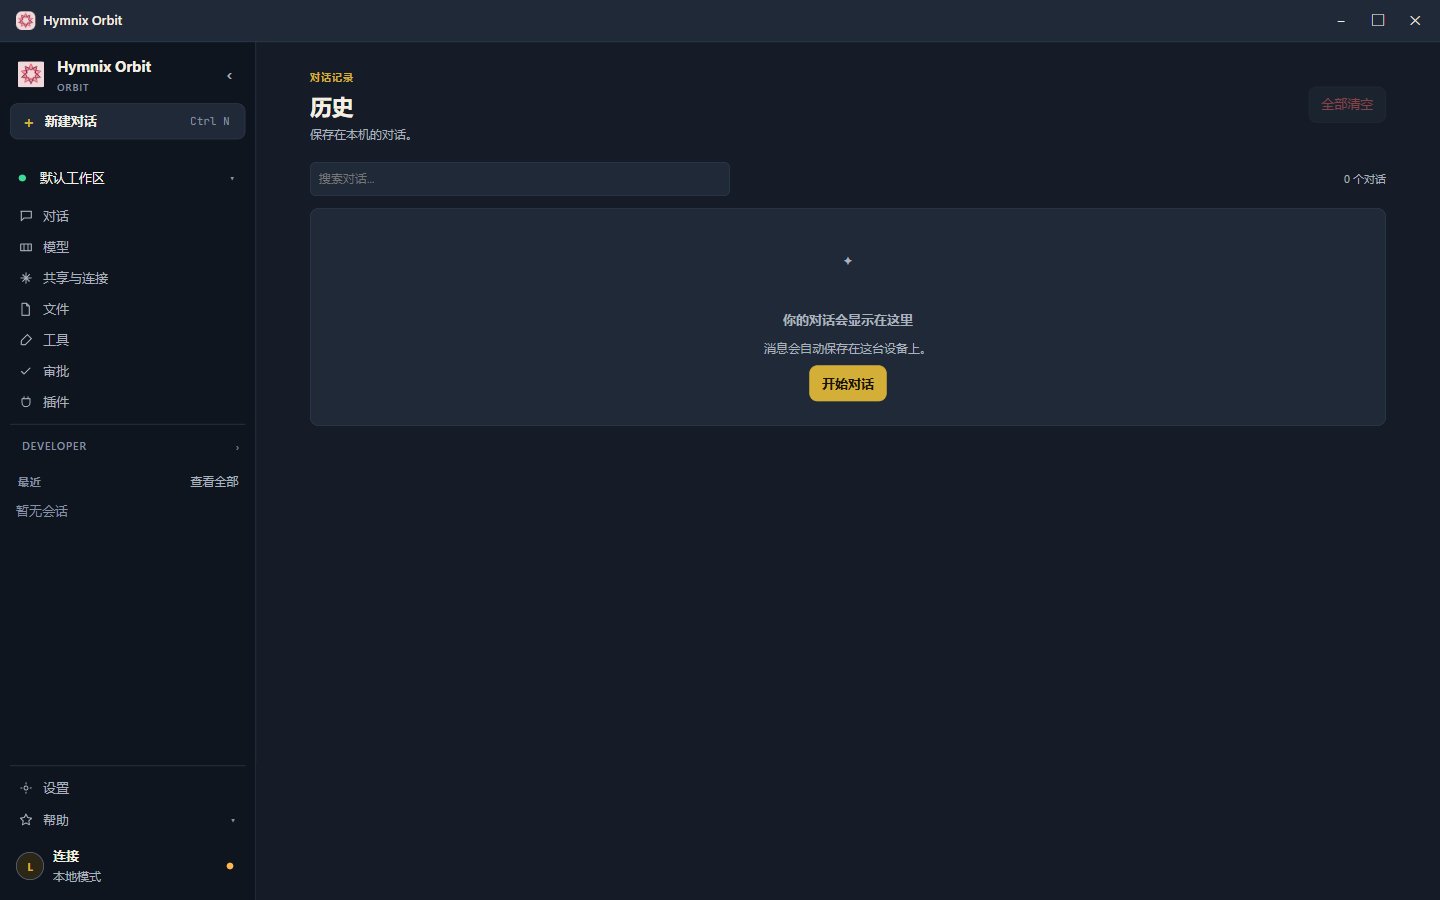 Hymnix Orbit
Hymnix Orbit
ORBIT
新建对话 Ctrl N
默认工作区
对话
模型
共享与连接
文件
工具
审批
插件
DEVELOPER
最近 查看全部
暂无会话
设置
帮助
L
连接
本地模式
对话记录
历史
保存在本机的对话。
全部清空
搜索对话...
0 个对话
你的对话会显示在这里
消息会自动保存在这台设备上。
开始对话